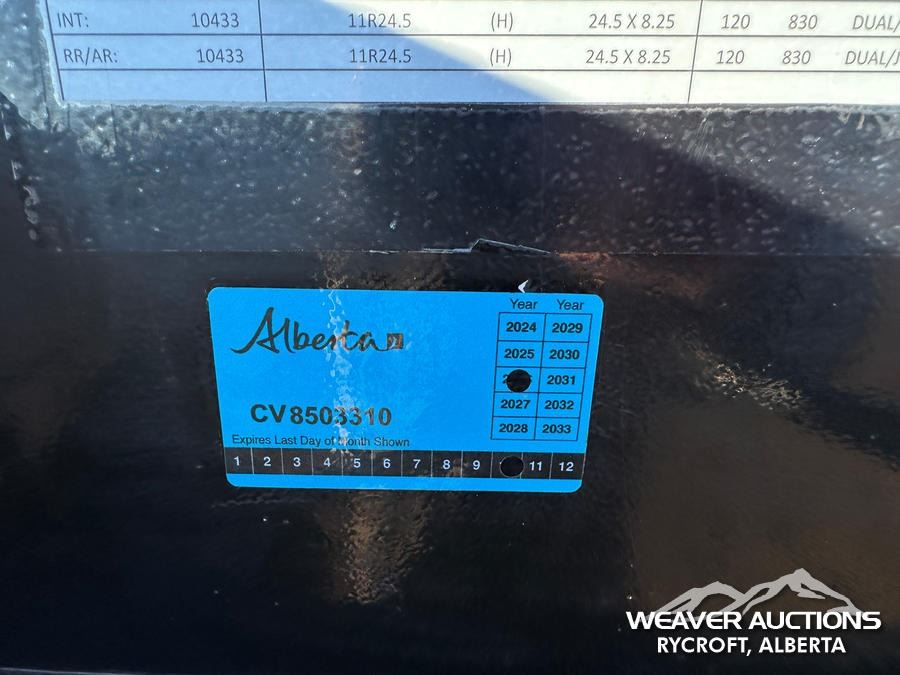 INT: 10433 11R24.5 (H) 24.5 X 8.25 120 830 DUAL/
RR/AR: 10433 11R24.5 (H) 24.5 X 8.25 120 830 DUAL/J
Alberta
Year Year
2024 2029
2025 2030
2031
2027 2032
2028 2033
CV8503310
Expires Last Day of Month Shown
1 2 3 4 5 6 7 8 9 11 12
WEAVER AUCTIONS
RYCROFT, ALBERTA